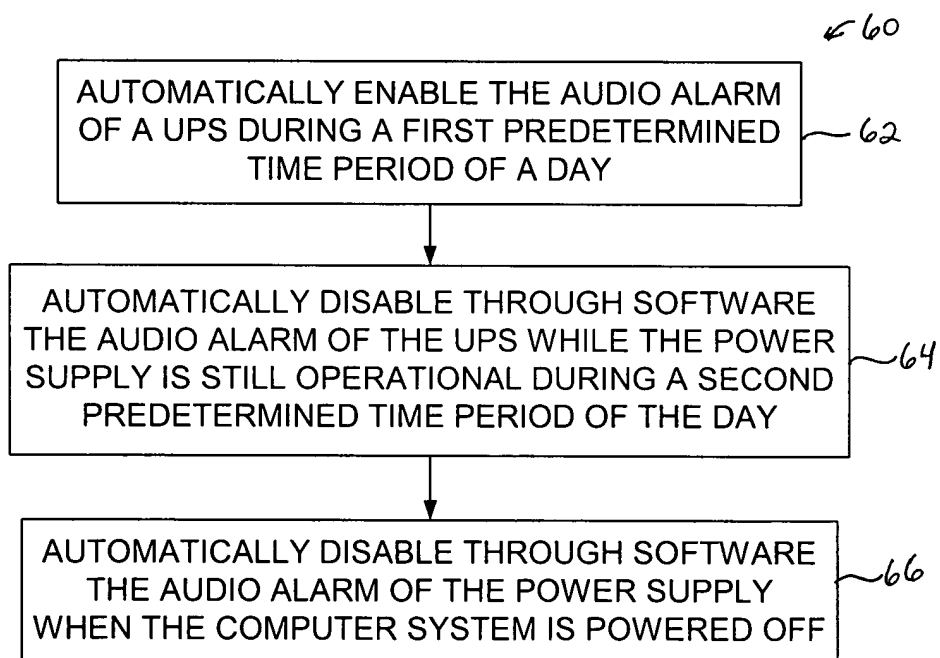 60
AUTOMATICALLY ENABLE THE AUDIO ALARM
OF A UPS DURING A FIRST PREDETERMINED
TIME PERIOD OF A DAY
62
AUTOMATICALLY DISABLE THROUGH SOFTWARE
THE AUDIO ALARM OF THE UPS WHILE THE POWER
SUPPLY IS STILL OPERATIONAL DURING A SECOND
PREDETERMINED TIME PERIOD OF THE DAY
64
AUTOMATICALLY DISABLE THROUGH SOFTWARE
THE AUDIO ALARM OF THE POWER SUPPLY
WHEN THE COMPUTER SYSTEM IS POWERED OFF
66